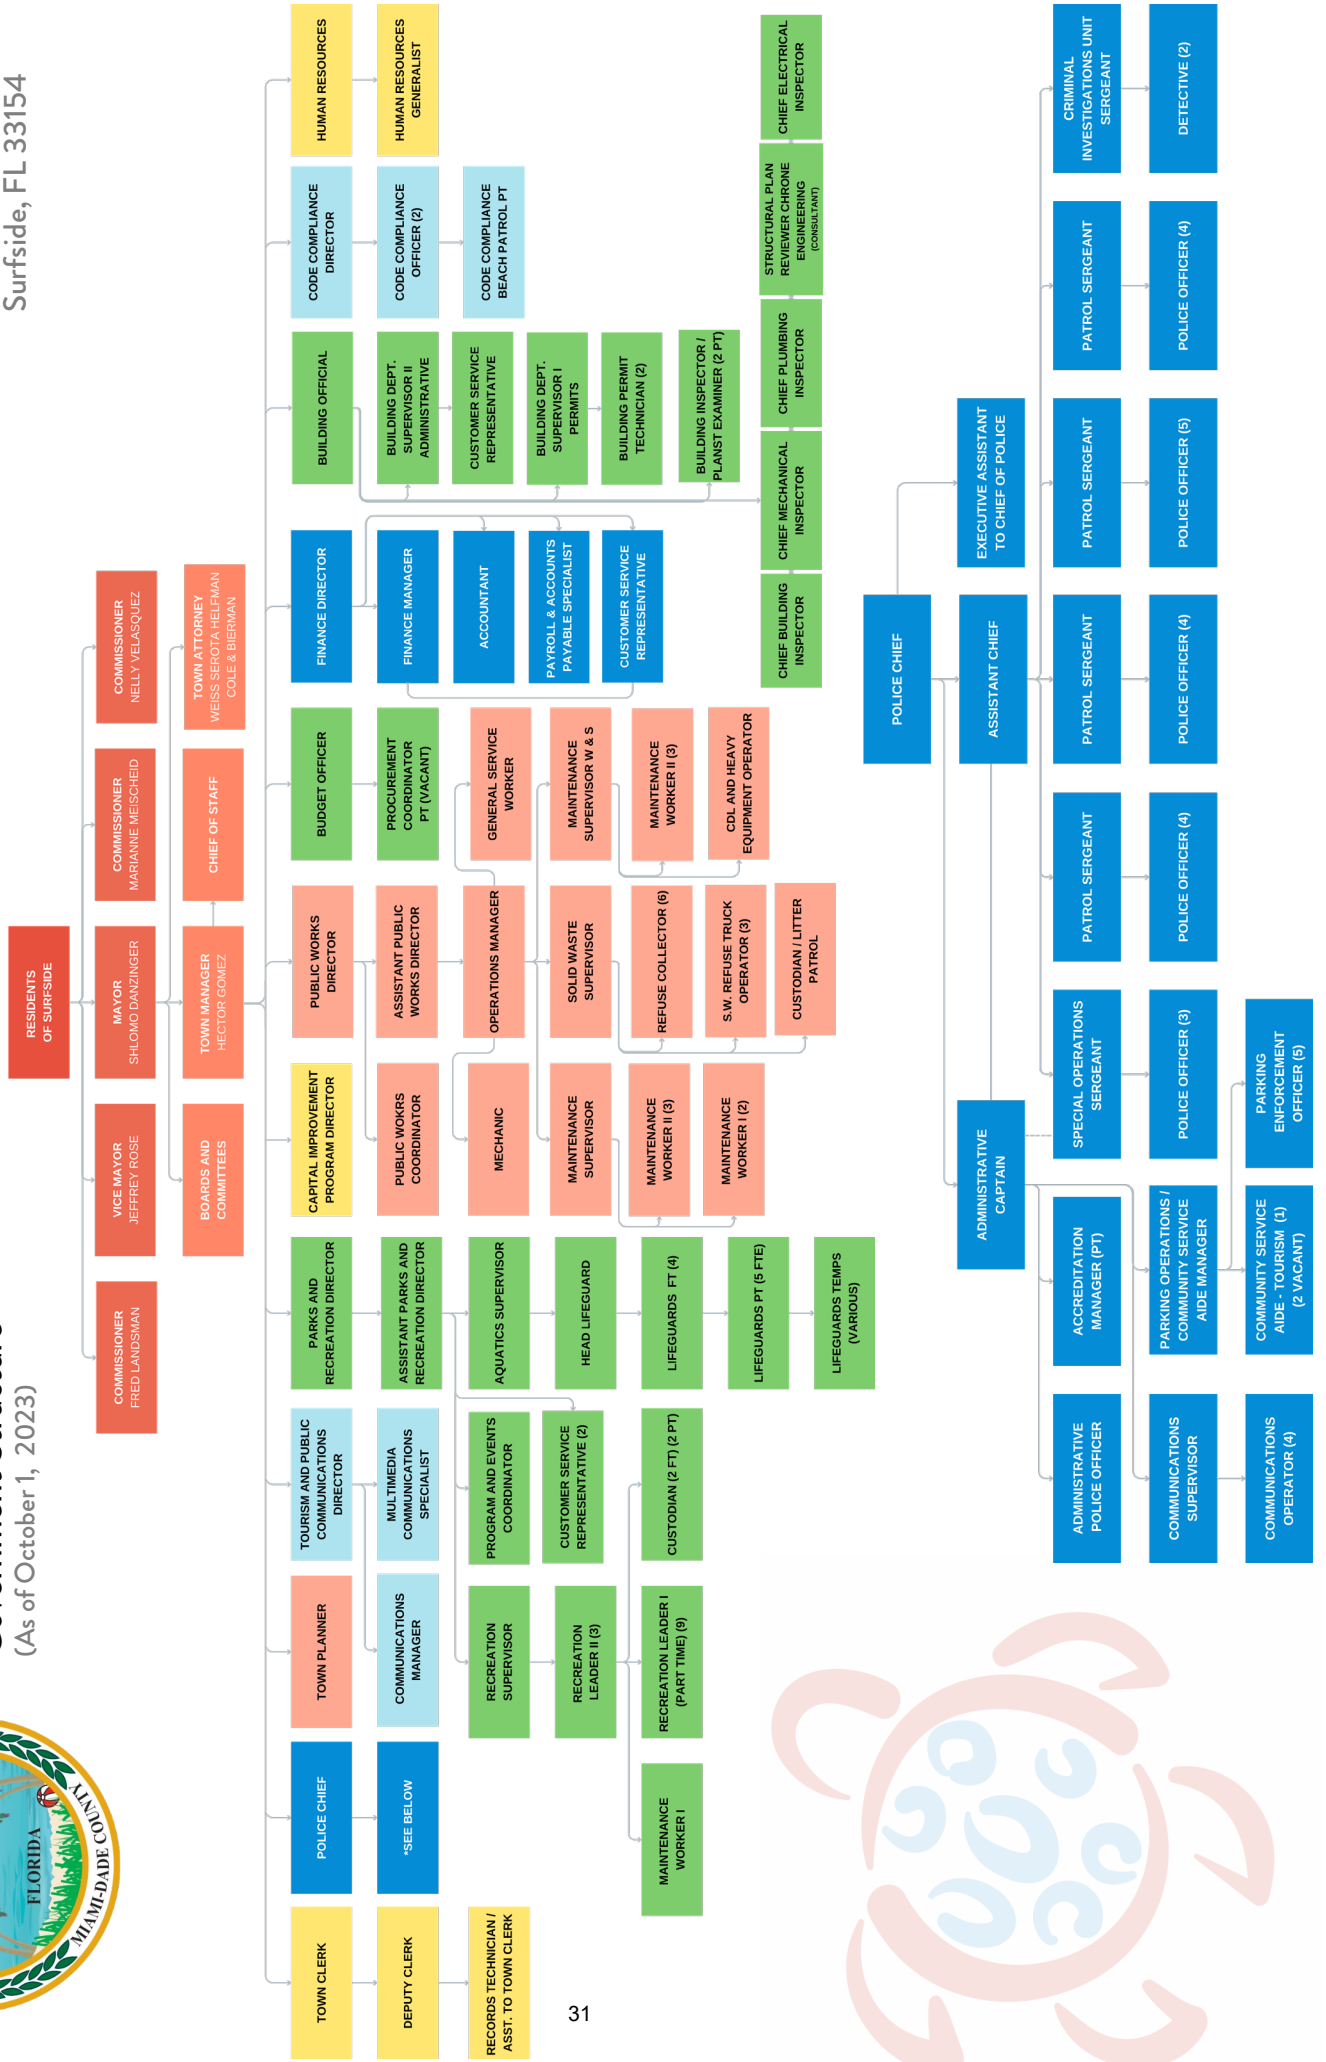 Surfside, FL 33154
(As of October 1, 2023)
FLORIDA
MIAMI-DADE COUNTY
RESIDENTS
OF SURFSIDE
COMMISSIONER
FRED LANDSMAN
VICE MAYOR
JEFFREY ROSE
MAYOR
SHLOMO DANZINGER
COMMISSIONER
MARIANNE MEISCHEID
COMMISSIONER
NELLY VELASQUEZ
BOARDS AND
COMMITTEES
TOWN MANAGER
HECTOR GOMEZ
CHIEF OF STAFF
TOWN ATTORNEY
WEISS SEROTA HELFMAN
COLE & BIERMAN
TOWN CLERK
DEPUTY CLERK
RECORDS TECHNICIAN /
ASST. TO TOWN CLERK
POLICE CHIEF
*SEE BELOW
TOWN PLANNER
TOURISM AND PUBLIC
COMMUNICATIONS
DIRECTOR
COMMUNICATIONS
MANAGER
MULTIMEDIA
COMMUNICATIONS
SPECIALIST
PARKS AND
RECREATION DIRECTOR
ASSISTANT PARKS AND
RECREATION DIRECTOR
RECREATION
SUPERVISOR
PROGRAM AND EVENTS
COORDINATOR
AQUATICS SUPERVISOR
RECREATION
LEADER II (3)
CUSTOMER SERVICE
REPRESENTATIVE (2)
HEAD LIFEGUARD
MAINTENANCE
WORKER I
RECREATION LEADER I
(PART TIME) (9)
CUSTODIAN (2 FT) (2 PT)
LIFEGUARDS FT (4)
LIFEGUARDS PT (5 FTE)
LIFEGUARDS TEMPS
(VARIOUS)
CAPITAL IMPROVEMENT
PROGRAM DIRECTOR
PUBLIC WORKS
DIRECTOR
PUBLIC WOKRS
COORDINATOR
ASSISTANT PUBLIC
WORKS DIRECTOR
MECHANIC
OPERATIONS MANAGER
GENERAL SERVICE
WORKER
MAINTENANCE
SUPERVISOR
SOLID WASTE
SUPERVISOR
MAINTENANCE
SUPERVISOR W & S
MAINTENANCE
WORKER II (3)
REFUSE COLLECTOR (6)
MAINTENANCE
WORKER II (3)
MAINTENANCE
WORKER I (2)
S.W. REFUSE TRUCK
OPERATOR (3)
CDL AND HEAVY
EQUIPMENT OPERATOR
CUSTODIAN / LITTER
PATROL
BUDGET OFFICER
PROCUREMENT
COORDINATOR
PT (VACANT)
FINANCE DIRECTOR
FINANCE MANAGER
ACCOUNTANT
PAYROLL & ACCOUNTS
PAYABLE SPECIALIST
CUSTOMER SERVICE
REPRESENTATIVE
BUILDING OFFICIAL
BUILDING DEPT.
SUPERVISOR II
ADMINISTRATIVE
CUSTOMER SERVICE
REPRESENTATIVE
BUILDING DEPT.
SUPERVISOR I
PERMITS
BUILDING PERMIT
TECHNICIAN (2)
BUILDING INSPECTOR /
PLANST EXAMINER (2 PT)
CHIEF BUILDING
INSPECTOR
CHIEF MECHANICAL
INSPECTOR
CHIEF PLUMBING
INSPECTOR
STRUCTURAL PLAN
REVIEWER CHRONE
ENGINEERING
(CONSULTANT)
CHIEF ELECTRICAL
INSPECTOR
CODE COMPLIANCE
DIRECTOR
CODE COMPLIANCE
OFFICER (2)
CODE COMPLIANCE
BEACH PATROL PT
HUMAN RESOURCES
HUMAN RESOURCES
GENERALIST
POLICE CHIEF
ADMINISTRATIVE
CAPTAIN
ASSISTANT CHIEF
EXECUTIVE ASSISTANT
TO CHIEF OF POLICE
ADMINISTRATIVE
POLICE OFFICER
ACCREDITATION
MANAGER (PT)
SPECIAL OPERATIONS
SERGEANT
PATROL SERGEANT
PATROL SERGEANT
PATROL SERGEANT
PATROL SERGEANT
CRIMINAL
INVESTIGATIONS UNIT
SERGEANT
COMMUNICATIONS
SUPERVISOR
PARKING OPERATIONS /
COMMUNITY SERVICE
AIDE MANAGER
POLICE OFFICER (3)
POLICE OFFICER (4)
POLICE OFFICER (4)
POLICE OFFICER (5)
POLICE OFFICER (4)
DETECTIVE (2)
COMMUNICATIONS
OPERATOR (4)
COMMUNITY SERVICE
AIDE - TOURISM (1)
(2 VACANT)
PARKING
ENFORCEMENT
OFFICER (5)
31